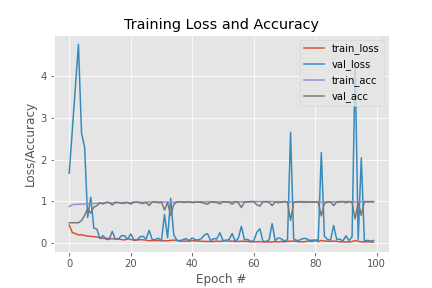 Training Loss and Accuracy
train_loss
val_loss
train_acc
val_acc
4
3
2
1
0
Loss/Accuracy
0 20 40 60 80 100
Epoch #